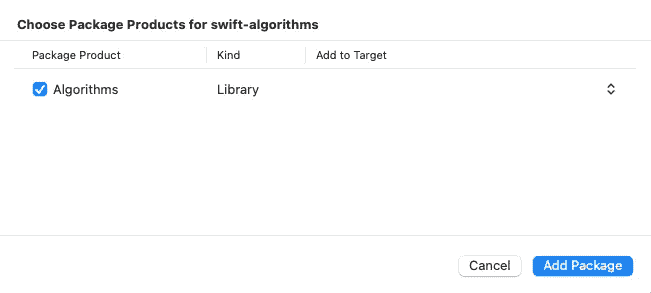 Choose Package Products for swift-algorithms
Package Product Kind Add to Target
Algorithms Library
Cancel Add Package